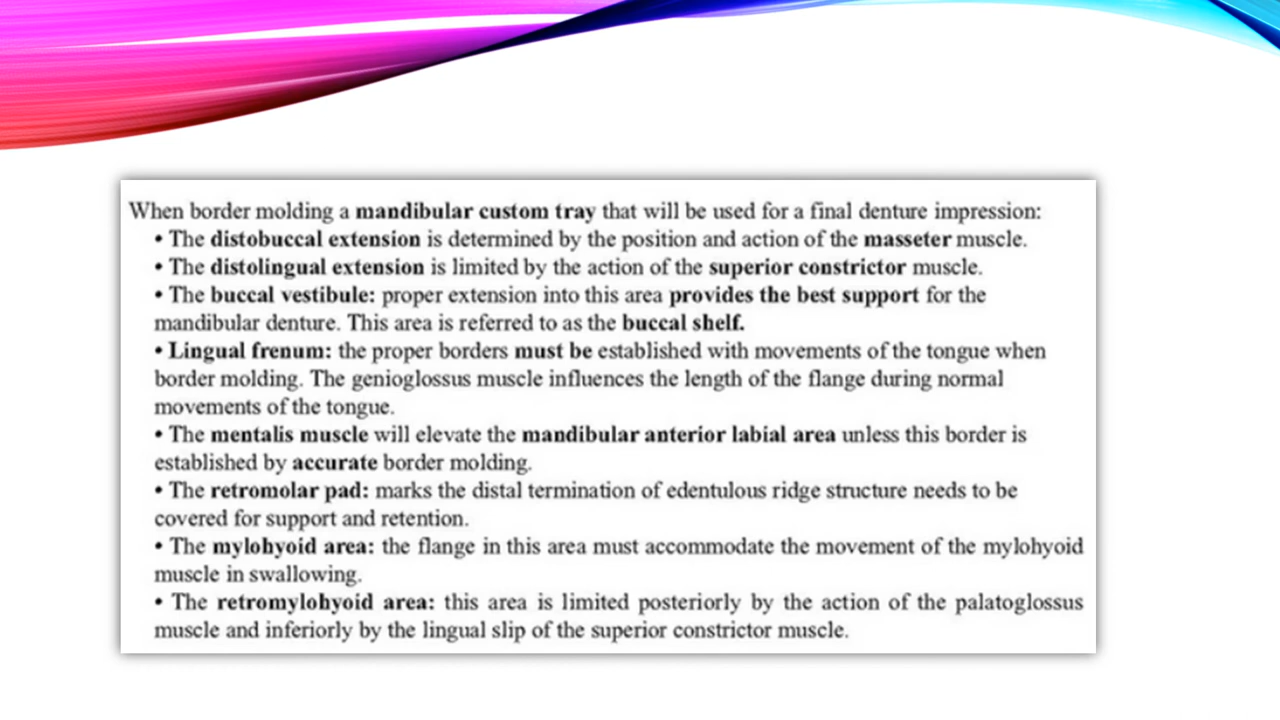 When border molding a mandibular custom tray that will be used for a final denture impression:
• The distobuccal extension is determined by the position and action of the masseter muscle.
• The distolingual extension is limited by the action of the superior constrictor muscle.
• The buccal vestibule: proper extension into this area provides the best support for the
mandibular denture. This area is referred to as the buccal shelf.
• Lingual frenum: the proper borders must be established with movements of the tongue when
border molding. The genioglossus muscle influences the length of the flange during normal
movements of the tongue.
• The mentalis muscle will elevate the mandibular anterior labial area unless this border is
established by accurate border molding.
• The retromolar pad: marks the distal termination of edentulous ridge structure needs to be
covered for support and retention.
• The mylohyoid area: the flange in this area must accommodate the movement of the mylohyoid
muscle in swallowing.
• The retromylohyoid area: this area is limited posteriorly by the action of the palatoglossus
muscle and inferiorly by the lingual slip of the superior constrictor muscle.